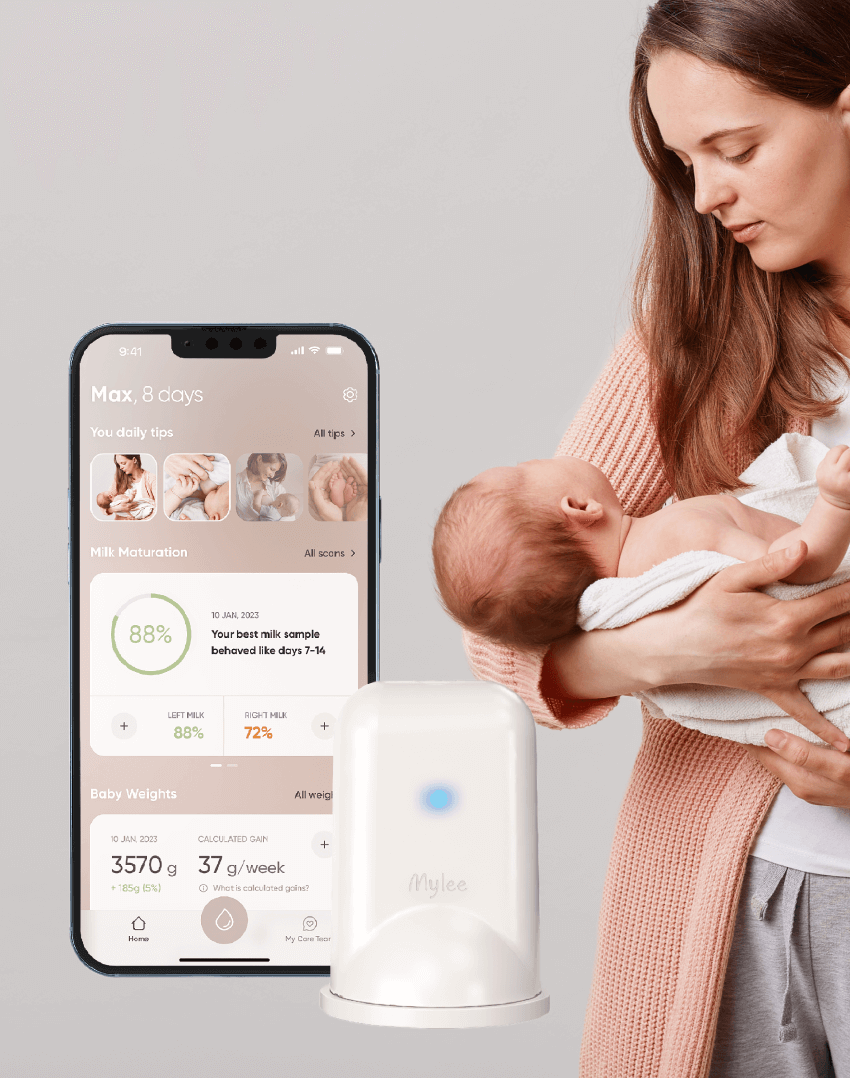 9:41
Max, 8 days
You daily tips
All tips >
Milk Maturation
All scans >
88%
10 JAN, 2023
Your best milk sample
behaved like days 7-14
+
LEFT MILK
88%
RIGHT MILK
72%
+
Baby Weights
All weigh
10 JAN, 2023
3570 g
+ 185g (5%)
CALCULATED GAIN
37 g/week
What is calculated gains?
+
Home
My Care Tea
Mylee